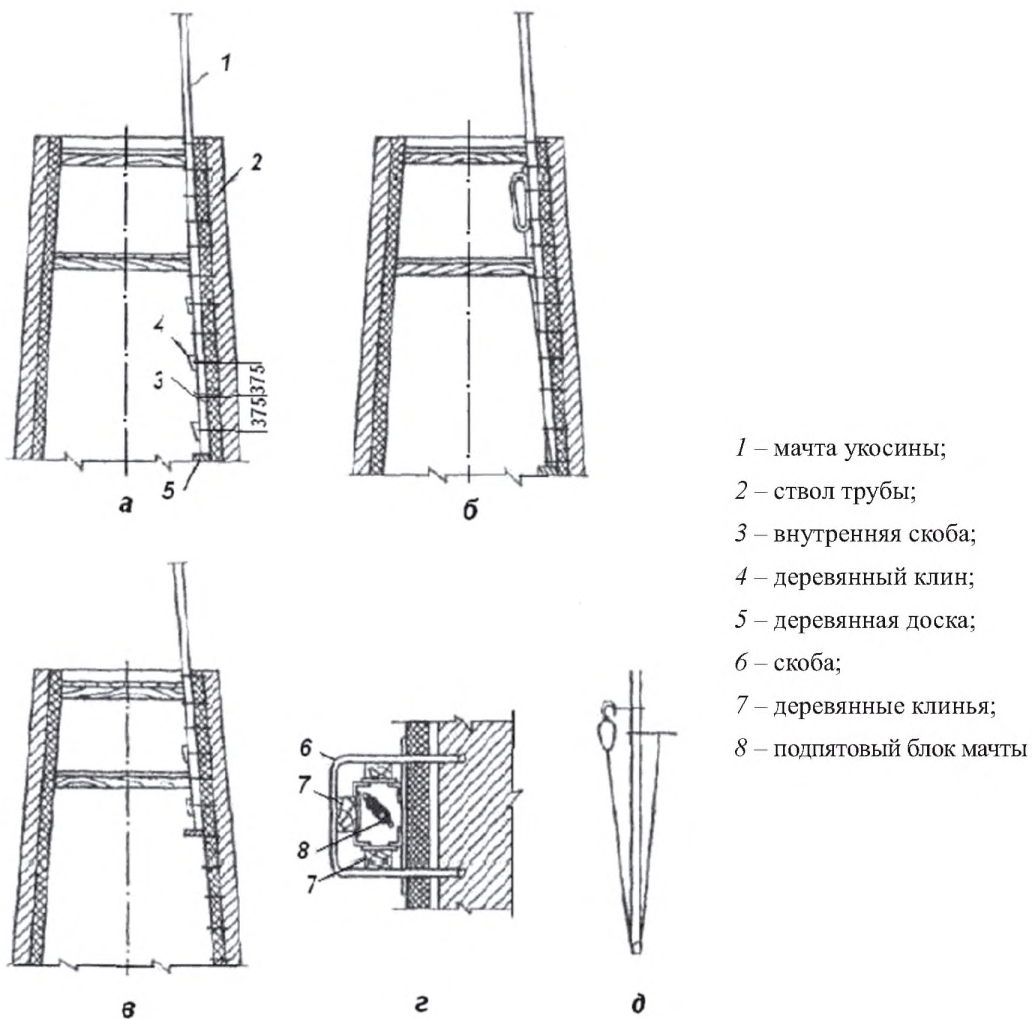 1
2
4
3
375
375
5
а
б
1 – мачта укосины;
2 – ствол трубы;
3 – внутренняя скоба;
4 – деревянный клин;
5 – деревянная доска;
6 – скоба;
7 – деревянные клинья;
8 – подпятовый блок мачты
6
7
8
7
в
г
д